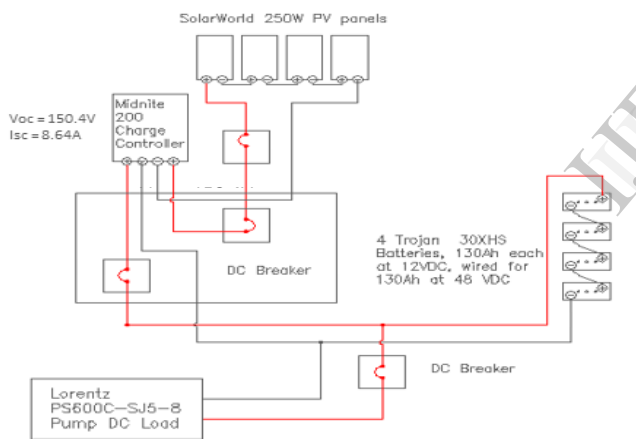 SolarWorld 250W PV panels
Voc = 150.4V
Isc = 8.64A
Midnite
200
Charge
Controller
DC Breaker
4 Trojan 30XHS
Batteries, 130Ah each
at 12VDC, wired for
130Ah at 48 VDC
DC Breaker
Lorentz
PS600C-SJ5-8
Pump DC Load